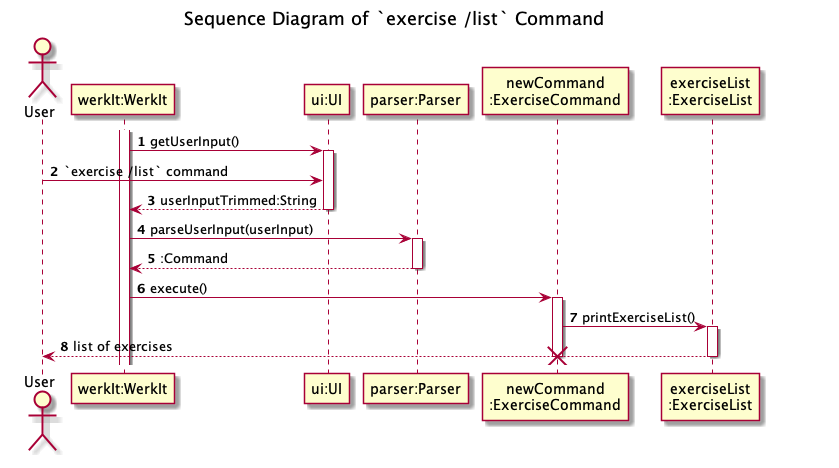 Sequence Diagram of `exercise /list` Command
User
werkIt:WerkIt
ui:UI
parser:Parser
newCommand
:ExerciseCommand
exerciseList
:ExerciseList
1 getUserInput()
2 `exercise /list` command
3 userInputTrimmed:String
4 parseUserInput(userInput)
5 :Command
6 execute()
7 printExerciseList()
8 list of exercises
User
werkIt:WerkIt
ui:UI
parser:Parser
newCommand
:ExerciseCommand
exerciseList
:ExerciseList